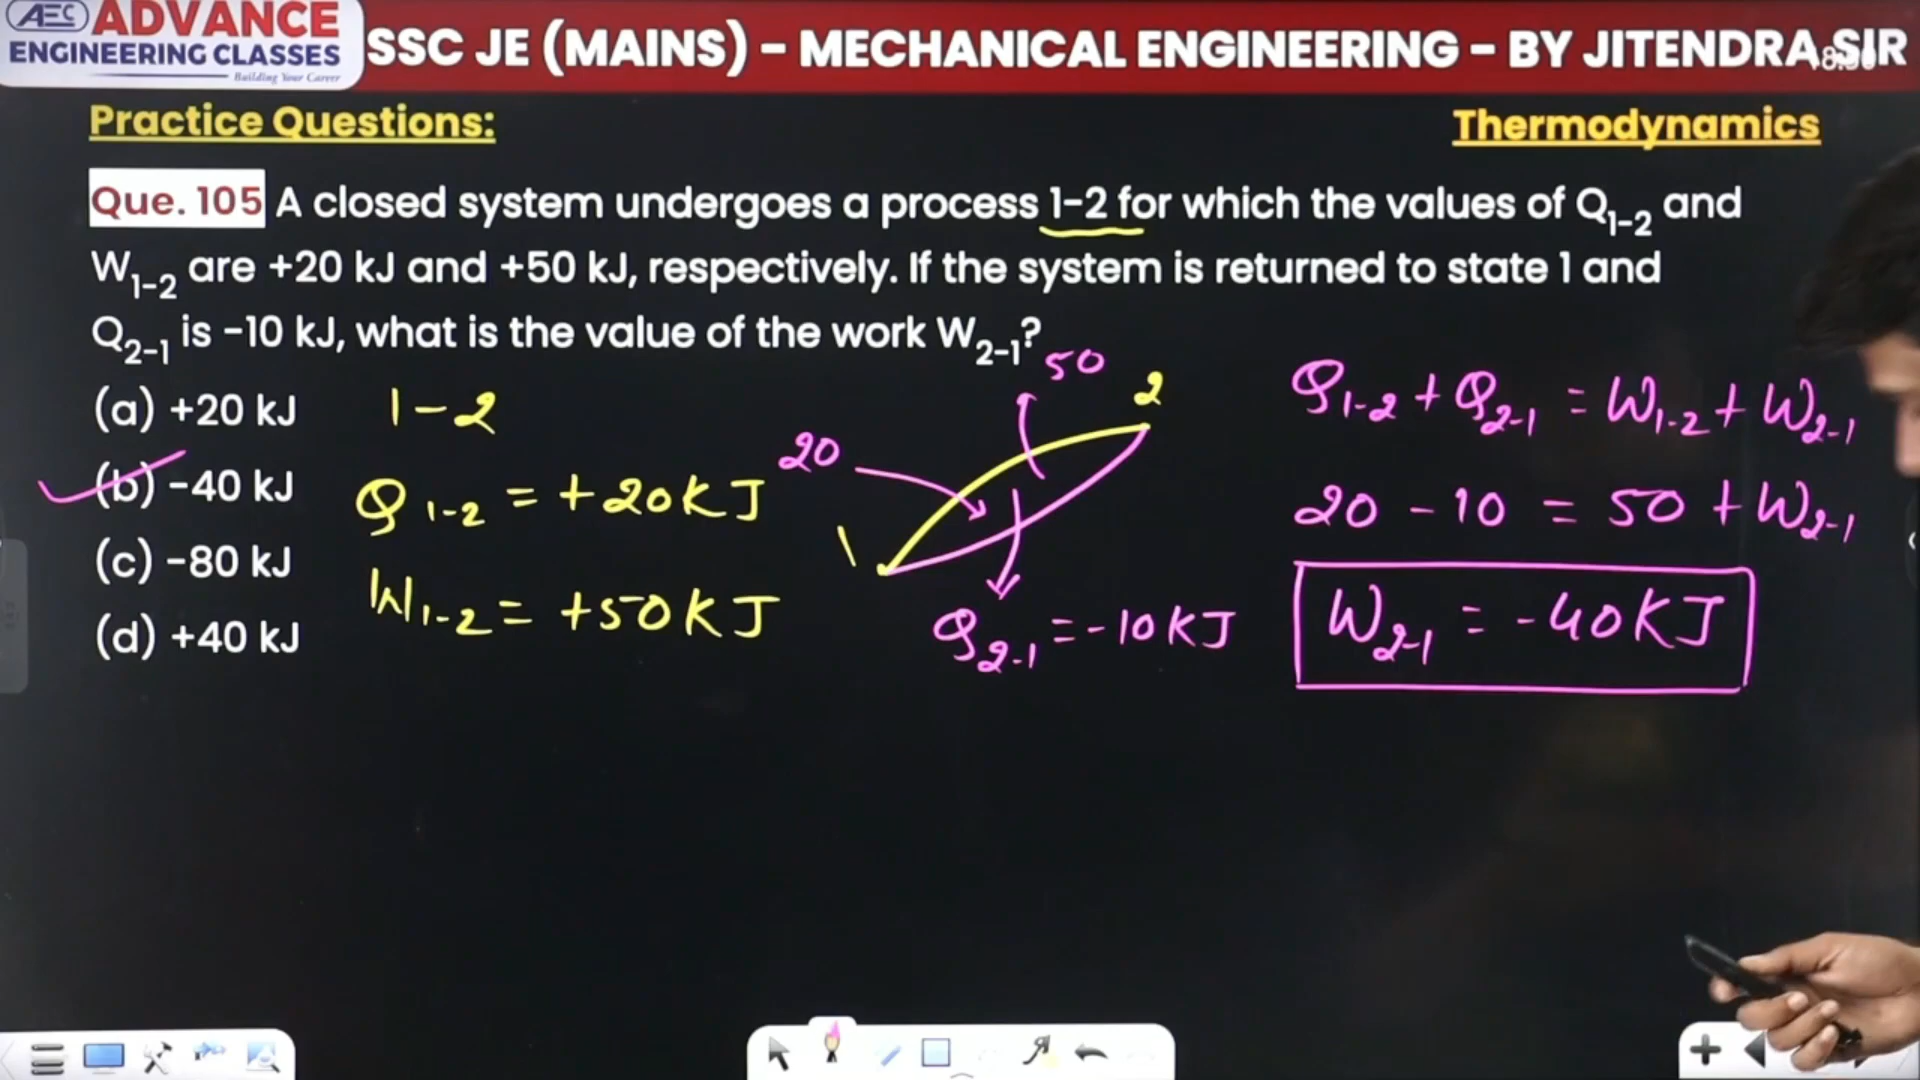 AEC ADVANCE
ENGINEERING CLASSES
Building Your Career
SSC JE (MAINS) - MECHANICAL ENGINEERING - BY JITENDRA SIR
Practice Questions:
Thermodynamics
Que. 105 A closed system undergoes a process 1-2 for which the values of Q1-2 and
W1-2 are +20 kJ and +50 kJ, respectively. If the system is returned to state 1 and
Q2-1 is -10 kJ, what is the value of the work W2-1?
(a) +20 kJ
(b) -40 kJ
(c) -80 kJ
(d) +40 kJ
1-2
Q1-2 = +20KJ
W1-2 = +50KJ
50
2
20
1
Q2-1 = -10KJ
Q1-2 + Q2-1 = W1-2 + W2-1
20 - 10 = 50 + W2-1
W2-1 = -40KJ